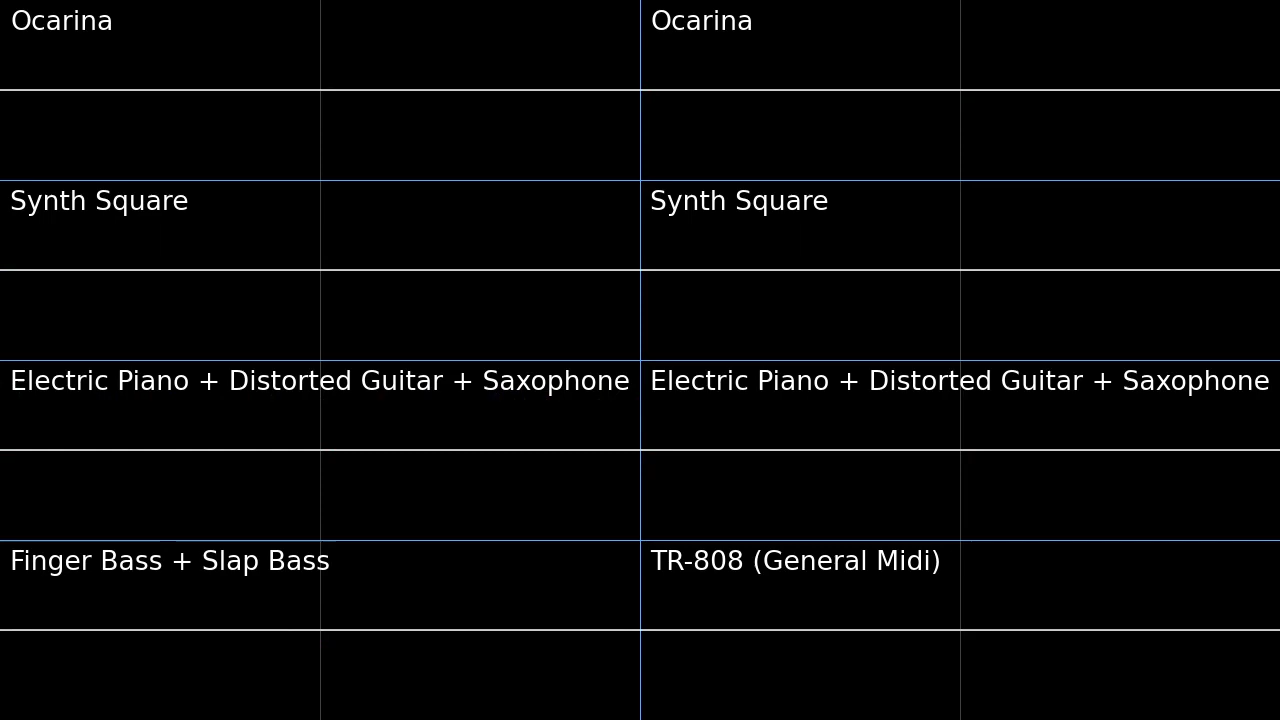 Ocarina
Ocarina
Synth Square
Synth Square
Electric Piano + Distorted Guitar + Saxophone
Electric Piano + Distorted Guitar + Saxophone
Finger Bass + Slap Bass
TR-808 (General Midi)